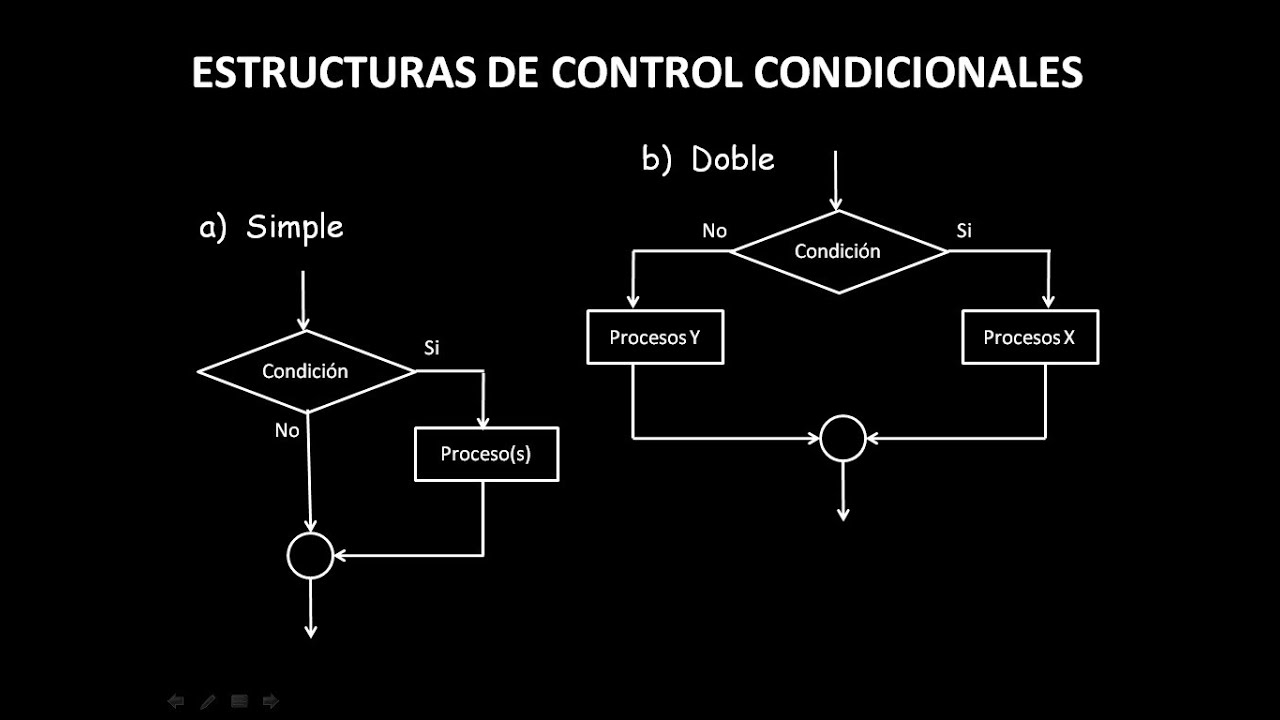 ESTRUCTURAS DE CONTROL CONDICIONALES
a) Simple
Condición
Si
No
Proceso(s)
b) Doble
No
Condición
Si
Procesos Y
Procesos X